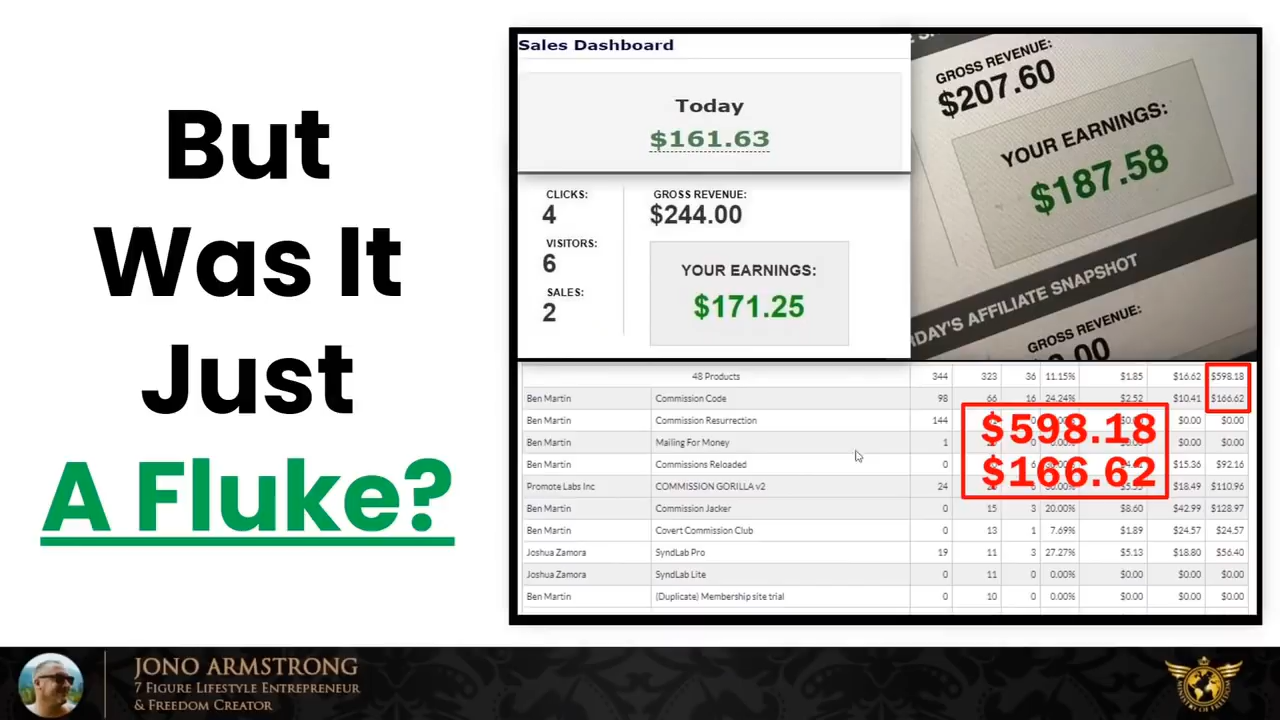 But
Was It
Just
A Fluke?
Sales Dashboard
Today
$161.63
CLICKS:
4
VISITORS:
6
SALES:
2
GROSS REVENUE:
$244.00
YOUR EARNINGS:
$171.25
GROSS REVENUE:
$207.60
YOUR EARNINGS:
$187.58
DAY'S AFFILIATE SNAPSHOT
GROSS REVENUE:
48 Products 344 323 36 11.15% $1.85 $16.62 $598.18
Ben Martin Commission Code 98 66 16 24.24% $2.52 $10.41 $166.62
Ben Martin Commission Resurrection 144 $0.00 $0.00
Ben Martin Mailing For Money 1 $0.00 $0.00
Ben Martin Commissions Reloaded 0 6 $15.36 $92.16
Promote Labs Inc COMMISSION GORILLA v2 24 $18.49 $110.96
Ben Martin Commission Jacker 0 15 3 20.00% $8.60 $42.99 $128.97
Ben Martin Covert Commission Club 0 13 1 7.69% $1.89 $24.57 $24.57
Joshua Zamora SyndLab Pro 19 11 3 27.27% $5.13 $18.80 $56.40
Joshua Zamora SyndLab Lite 0 11 0 0.00% $0.00 $0.00 $0.00
Ben Martin (Duplicate) Membership site trial 0 10 0 0.00% $0.00 $0.00 $0.00
$598.18
$166.62
JONO ARMSTRONG
7 FIGURE LIFESTYLE ENTREPRENEUR
& FREEDOM CREATOR
MINISTRY OF FREEDOM